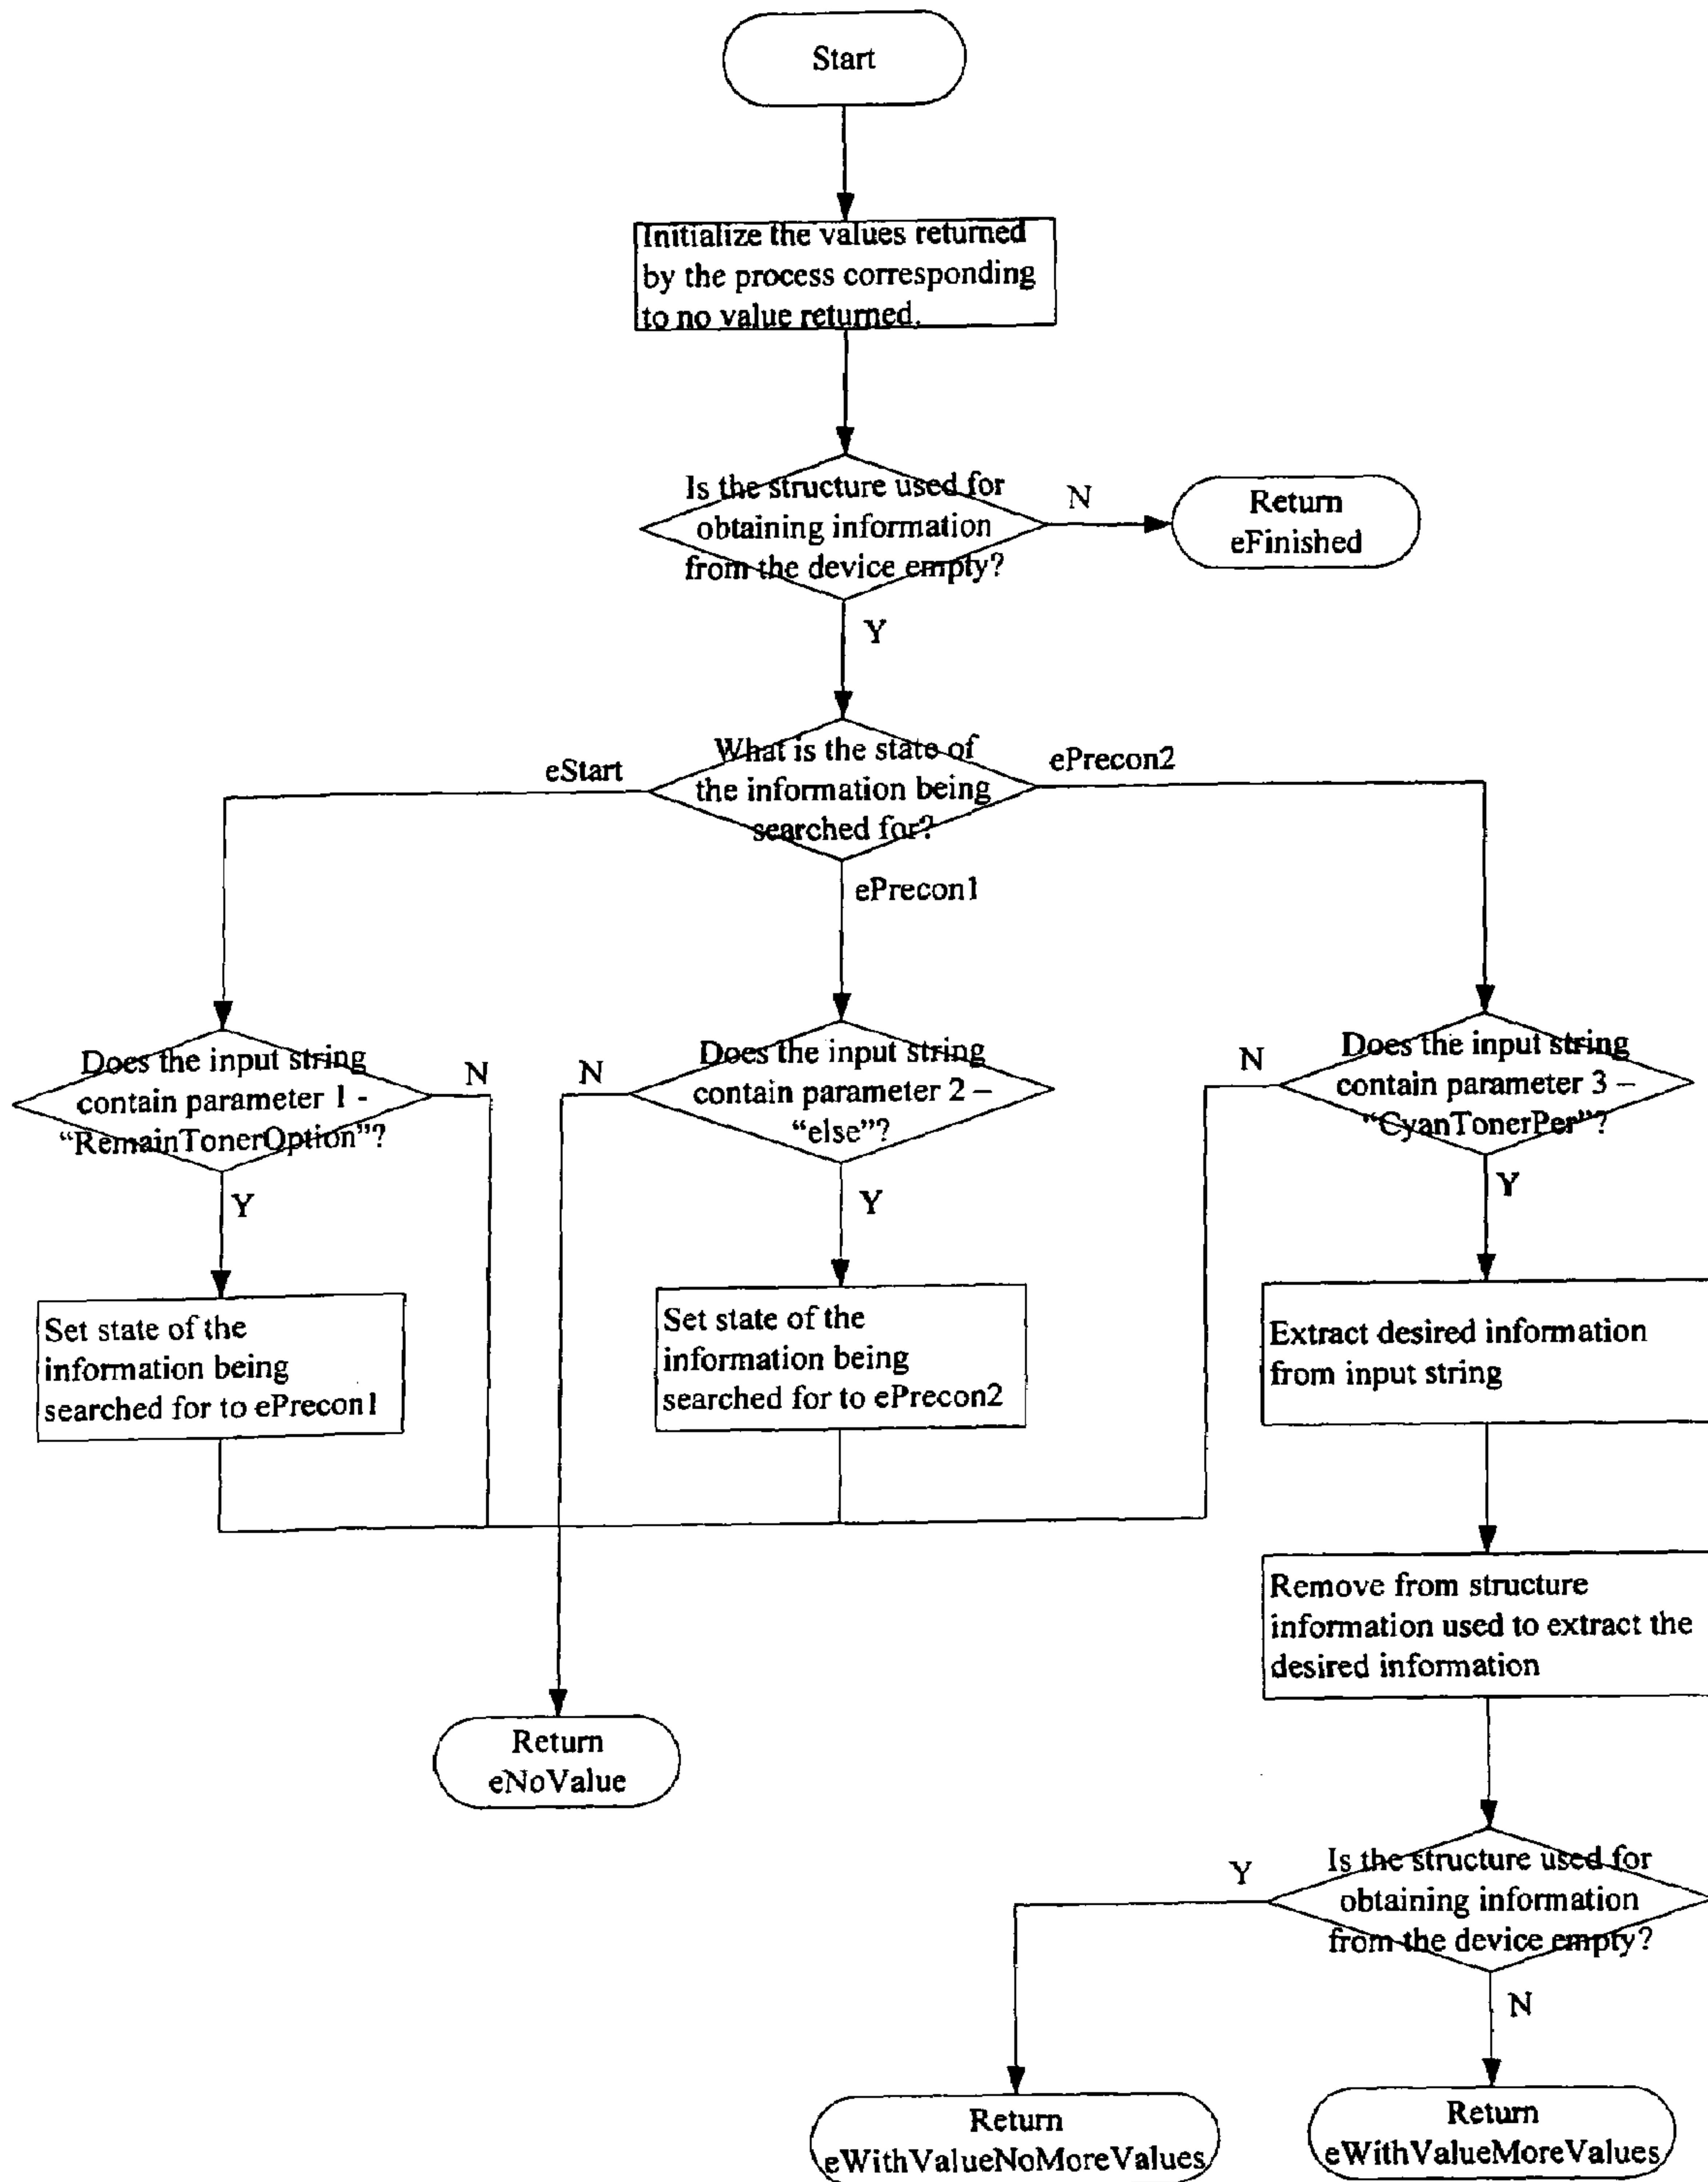 Start
Initialize the values returned
by the process corresponding
to no value returned.
Is the structure used for
obtaining information
from the device empty?
N
Return
eFinished
Y
What is the state of
the information being
searched for?
eStart
ePrecon2
ePrecon1
Does the input string
contain parameter 1 -
“RemainTonerOption”?
N
Y
N
Does the input string
contain parameter 2 –
“else”?
Y
N
Does the input string
contain parameter 3 –
“CyanTonerPer”?
Y
Set state of the
information being
searched for to ePrecon1
Set state of the
information being
searched for to ePrecon2
Extract desired information
from input string
Remove from structure
information used to extract the
desired information
Return
eNoValue
Y
Is the structure used for
obtaining information
from the device empty?
N
Return
eWithValueNoMoreValues
Return
eWithValueMoreValues